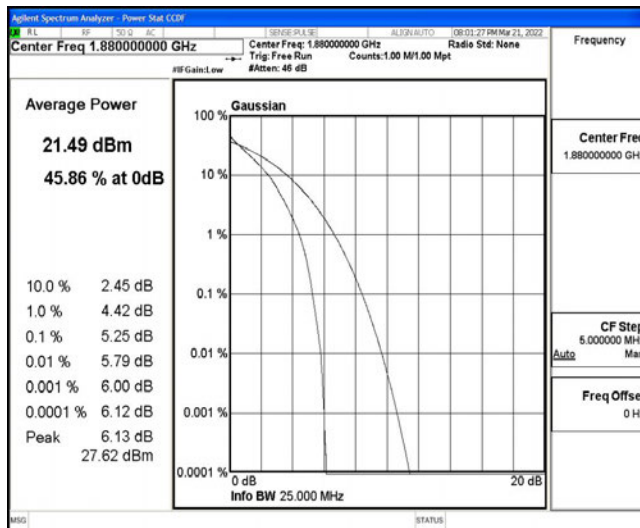 Agilent Spectrum Analyzer - Power Stat CCDF
RL RF 50 Ω AC SENSE:PULSE ALIGN AUTO 08:01:27 PM Mar 21, 2022
Center Freq 1.880000000 GHz
Center Freq: 1.880000000 GHz Radio Std: None
Trig: Free Run Counts:1.00 M/1.00 Mpt
#IFGain:Low #Atten: 46 dB
Frequency
Average Power
21.49 dBm
45.86 % at 0dB
10.0 % 2.45 dB
1.0 % 4.42 dB
0.1 % 5.25 dB
0.01 % 5.79 dB
0.001 % 6.00 dB
0.0001 % 6.12 dB
Peak 6.13 dB
27.62 dBm
Gaussian
100 %
10 %
1 %
0.1 %
0.01 %
0.001 %
0.0001 %
0 dB 20 dB
Info BW 25.000 MHz
Center Freq
1.880000000 GH
CF Step
5.000000 MH
Auto Ma
Freq Offse
0 H
MSG STATUS